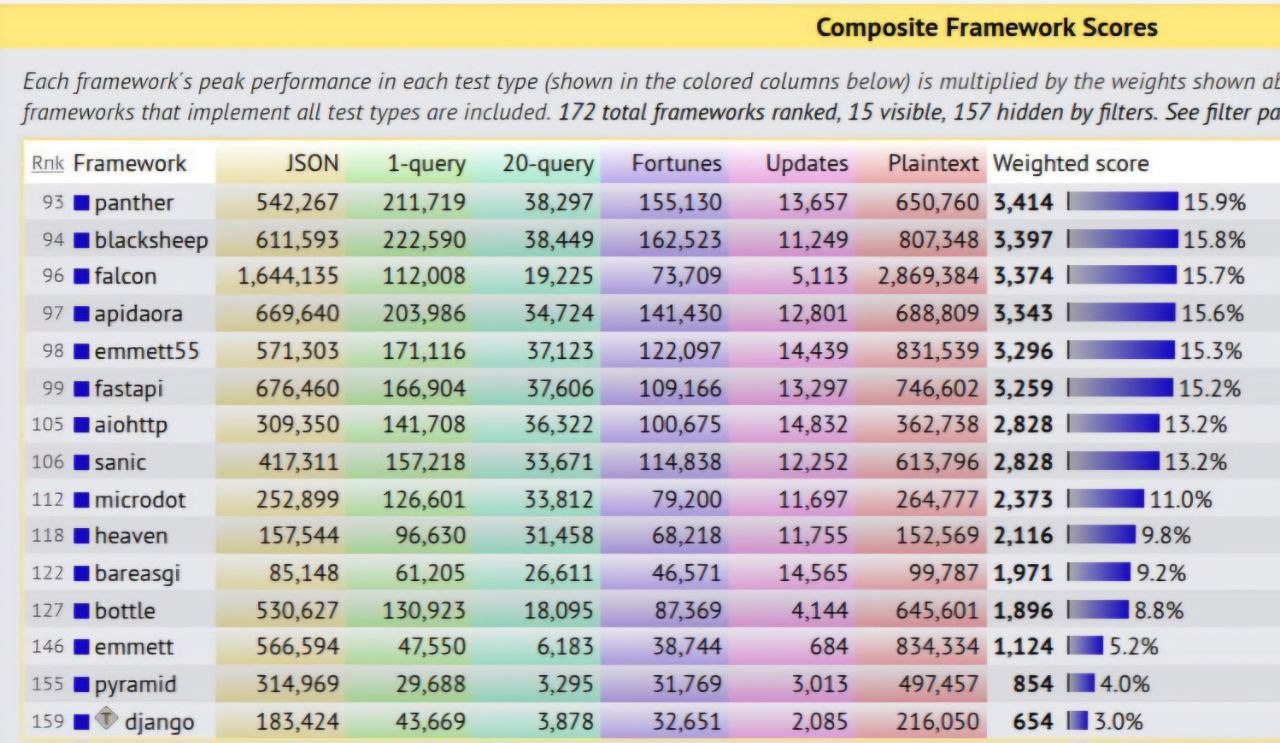 Composite Framework Scores
Each framework´s peak performance in each test type (shown in the colored columns below) is multiplied by the weights shown
frameworks that implement all test types are included. 172 total frameworks ranked, 15 visible, 157 hidden by filters. See filter
Rnk Framework JSON 1-query 20-query Fortunes Updates Plaintext Weighted score
93 panther 542,267 211,719 38,297 155,130 13,657 650,760 3,414 15.9%
94 blacksheep 611,593 222,590 38,449 162,523 11,249 807,348 3,397 15.8%
96 falcon 1,644,135 112,008 19,225 73,709 5,113 2,869,384 3,374 15.7%
97 apidaora 669,640 203,986 34,724 141,430 12,801 688,809 3,343 15.6%
98 emmett55 571,303 171,116 37,123 122,097 14,439 831,539 3,296 15.3%
99 fastapi 676,460 166,904 37,606 109,166 13,297 746,602 3,259 15.2%
105 aiohttp 309,350 141,708 36,322 100,675 14,832 362,738 2,828 13.2%
106 sanic 417,311 157,218 33,671 114,838 12,252 613,796 2,828 13.2%
112 microdot 252,899 126,601 33,812 79,200 11,697 264,777 2,373 11.0%
118 heaven 157,544 96,630 31,458 68,218 11,755 152,569 2,116 9.8%
122 bareasgi 85,148 61,205 26,611 46,571 14,565 99,787 1,971 9.2%
127 bottle 530,627 130,923 18,095 87,369 4,144 645,601 1,896 8.8%
146 emmett 566,594 47,550 6,183 38,744 684 834,334 1,124 5.2%
155 pyramid 314,969 29,688 3,295 31,769 3,013 497,457 854 4.0%
159 T django 183,424 43,669 3,878 32,651 2,085 216,050 654 3.0%